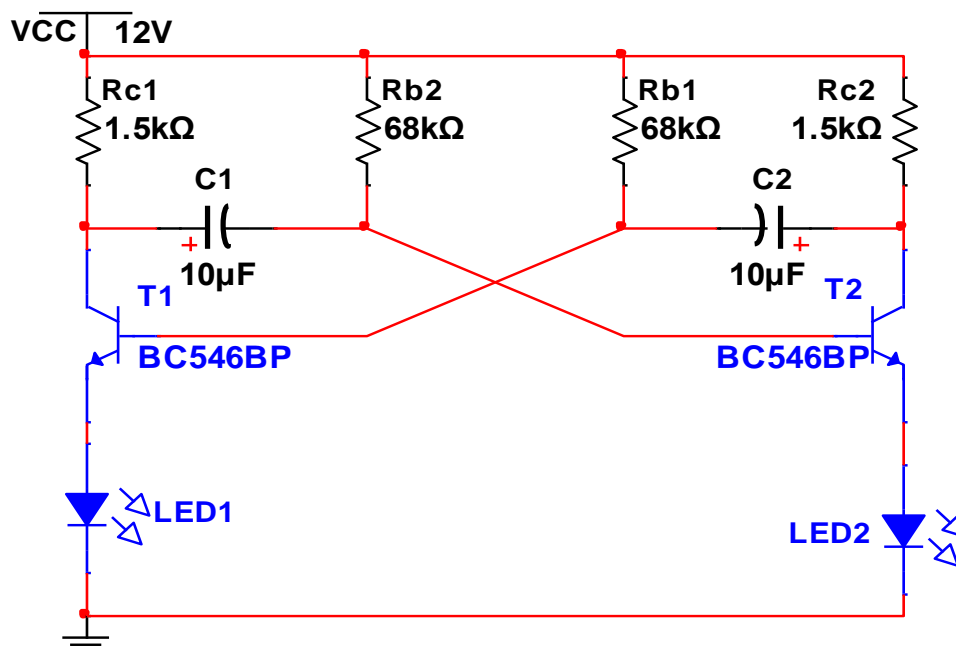 VCC 12V
Rc1 Rb2 Rb1 Rc2
1.5kΩ 68kΩ 68kΩ 1.5kΩ
C1 C2
+ +
10µF 10µF
T1 T2
BC546BP BC546BP
LED1
LED2